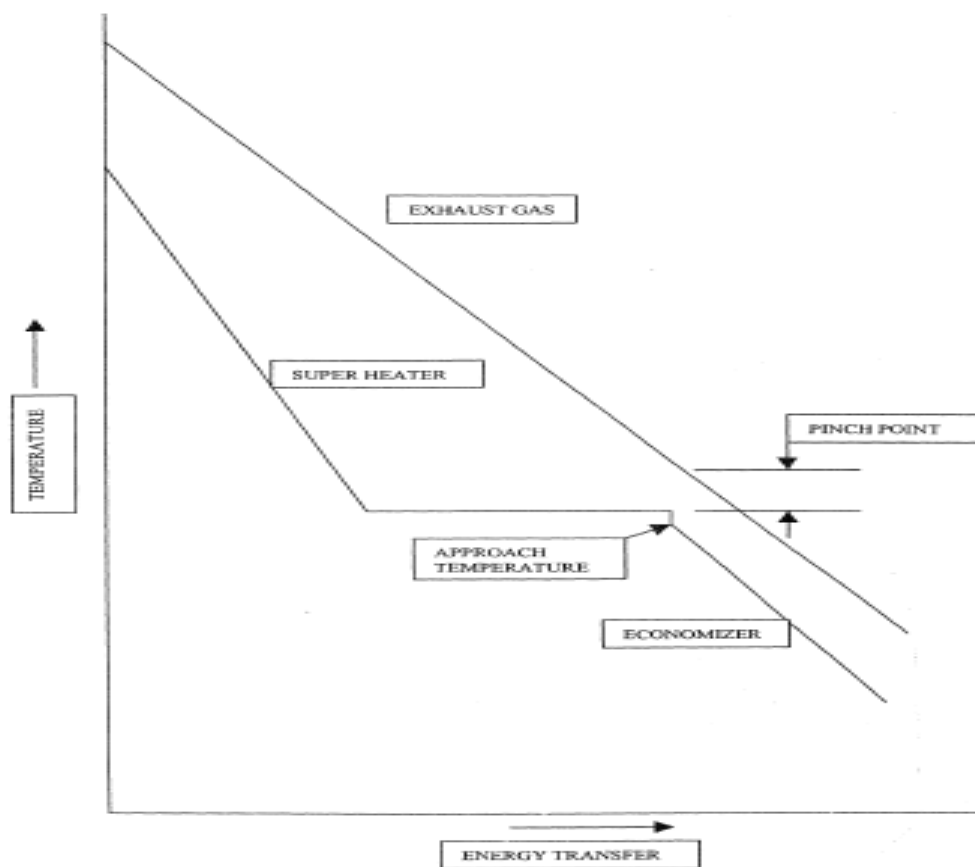 EXHAUST GAS
SUPER HEATER
PINCH POINT
TEMPERATURE
APPROACH
TEMPERATURE
ECONOMIZER
ENERGY TRANSFER